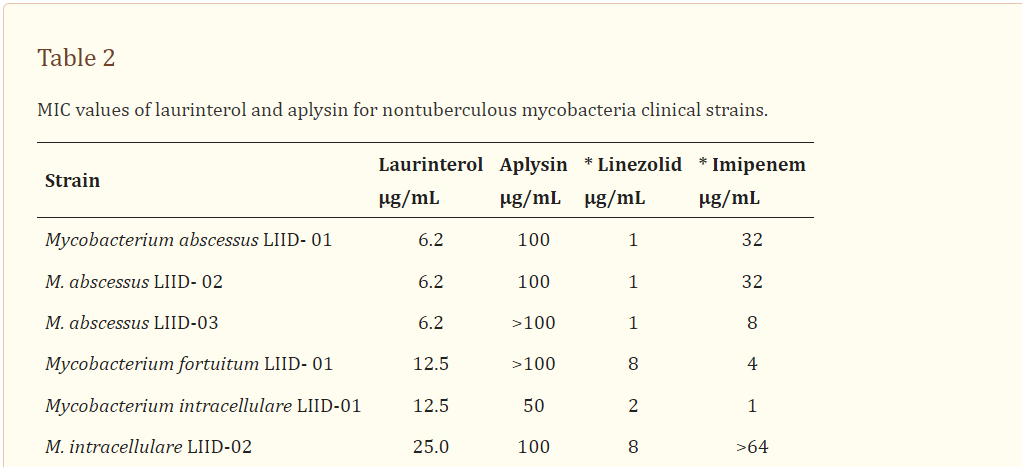 Table 2
MIC values of laurinterol and aplysin for nontuberculous mycobacteria clinical strains.
Strain Laurinterol μg/mL Aplysin μg/mL * Linezolid μg/mL * Imipenem μg/mL
Mycobacterium abscessus LIID- 01 6.2 100 1 32
M. abscessus LIID- 02 6.2 100 1 32
M. abscessus LIID-03 6.2 >100 1 8
Mycobacterium fortuitum LIID- 01 12.5 >100 8 4
Mycobacterium intracellulare LIID-01 12.5 50 2 1
M. intracellulare LIID-02 25.0 100 8 >64